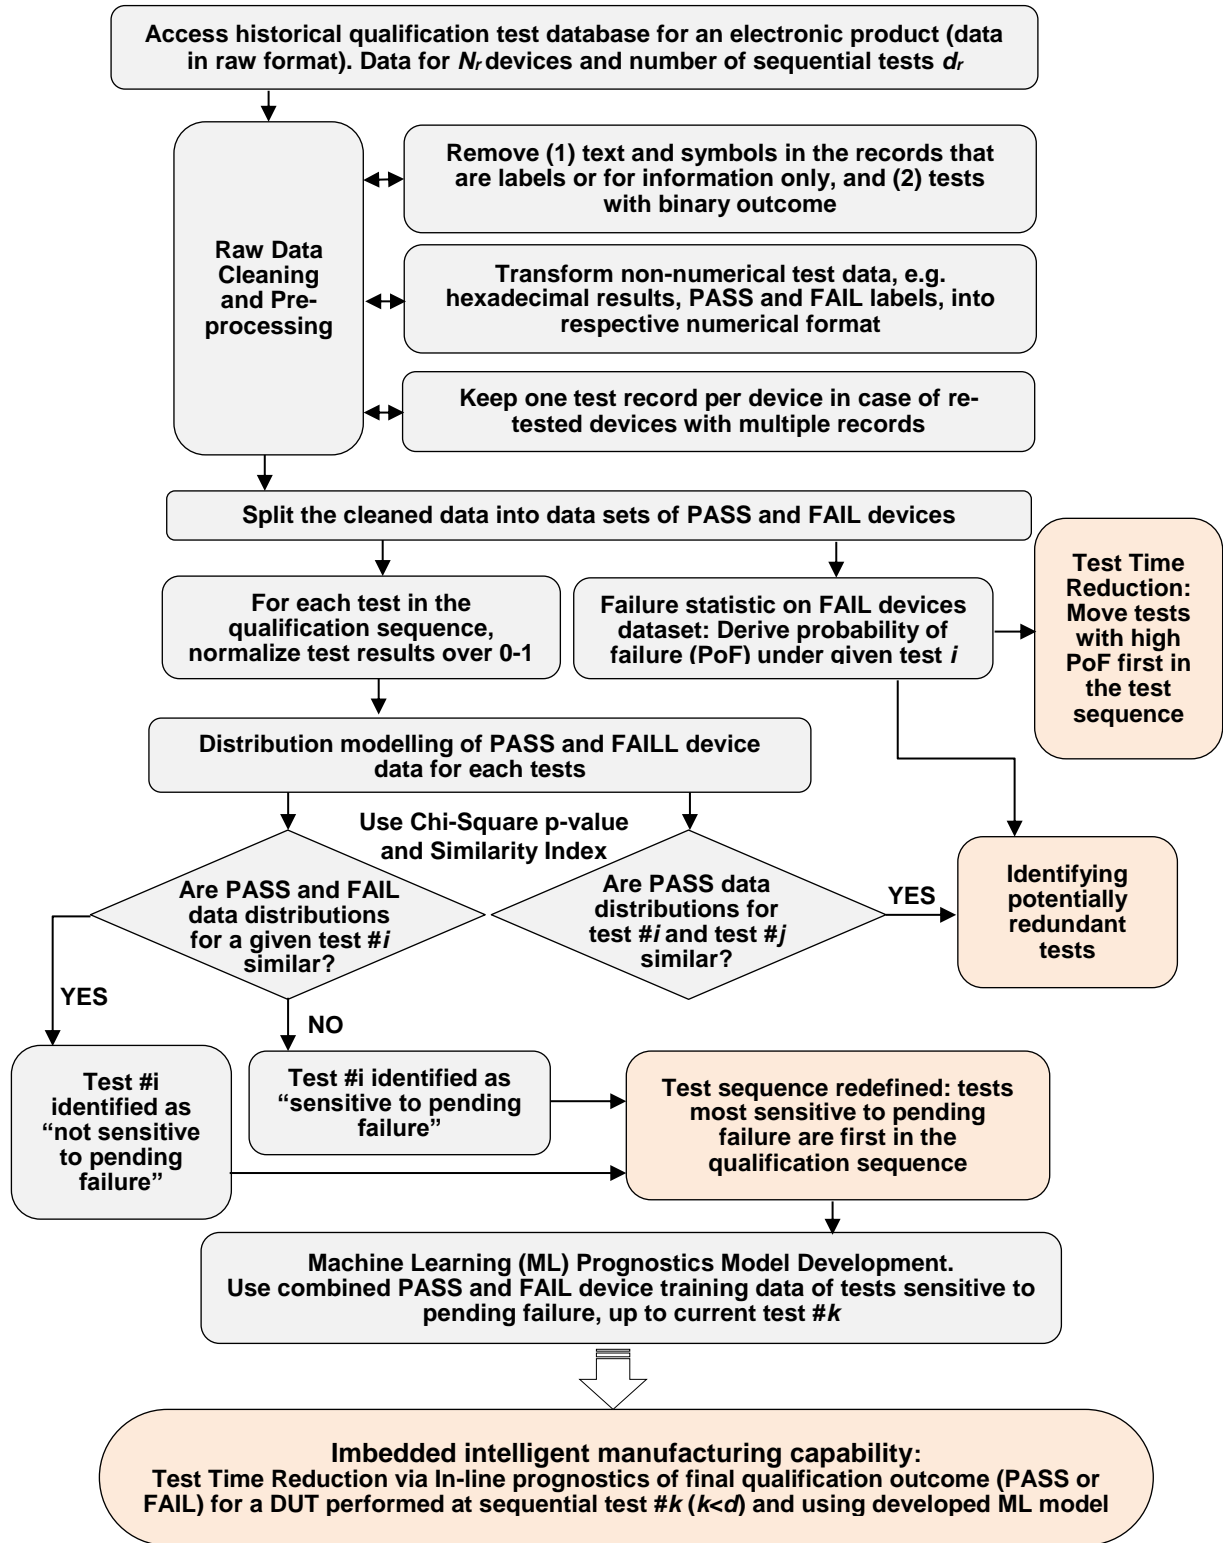 Access historical qualification test database for an electronic product (data
in raw format). Data for Nr devices and number of sequential tests dr
Raw Data
Cleaning
and Pre-
processing
Remove (1) text and symbols in the records that
are labels or for information only, and (2) tests
with binary outcome
Transform non-numerical test data, e.g.
hexadecimal results, PASS and FAIL labels, into
respective numerical format
Keep one test record per device in case of re-
tested devices with multiple records
Split the cleaned data into data sets of PASS and FAIL devices
For each test in the
qualification sequence,
normalize test results over 0-1
Failure statistic on FAIL devices
dataset: Derive probability of
failure (PoF) under given test i
Test Time
Reduction:
Move tests
with high
PoF first in
the test
sequence
Distribution modelling of PASS and FAILL device
data for each tests
Use Chi-Square p-value
and Similarity Index
Are PASS and FAIL
data distributions
for a given test #i
similar?
Are PASS data
distributions for
test #i and test #j
similar?
YES
Identifying
potentially
redundant
tests
YES
NO
Test #i
identified as
“not sensitive
to pending
failure”
Test #i identified as
“sensitive to pending
failure”
Test sequence redefined: tests
most sensitive to pending
failure are first in the
qualification sequence
Machine Learning (ML) Prognostics Model Development.
Use combined PASS and FAIL device training data of tests sensitive to
pending failure, up to current test #k
Imbedded intelligent manufacturing capability:
Test Time Reduction via In-line prognostics of final qualification outcome (PASS or
FAIL) for a DUT performed at sequential test #k (k<d) and using developed ML model